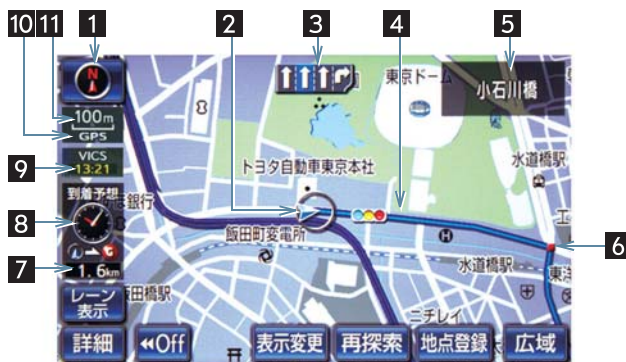 10
11
1
2
3
4
5
N
100m
GPS
東京ドーム
小石川橋
9
VICS
13:21
トヨタ自動車東京本社
水道橋駅
到着予想
銀行
8
飯田町変電所
H
6
水道橋駅
7
1.6km
レーン
表示
田橋駅
ニチレイ
東洋
詳細
◂◂Off
表示変更
再探索
地点登録
広域